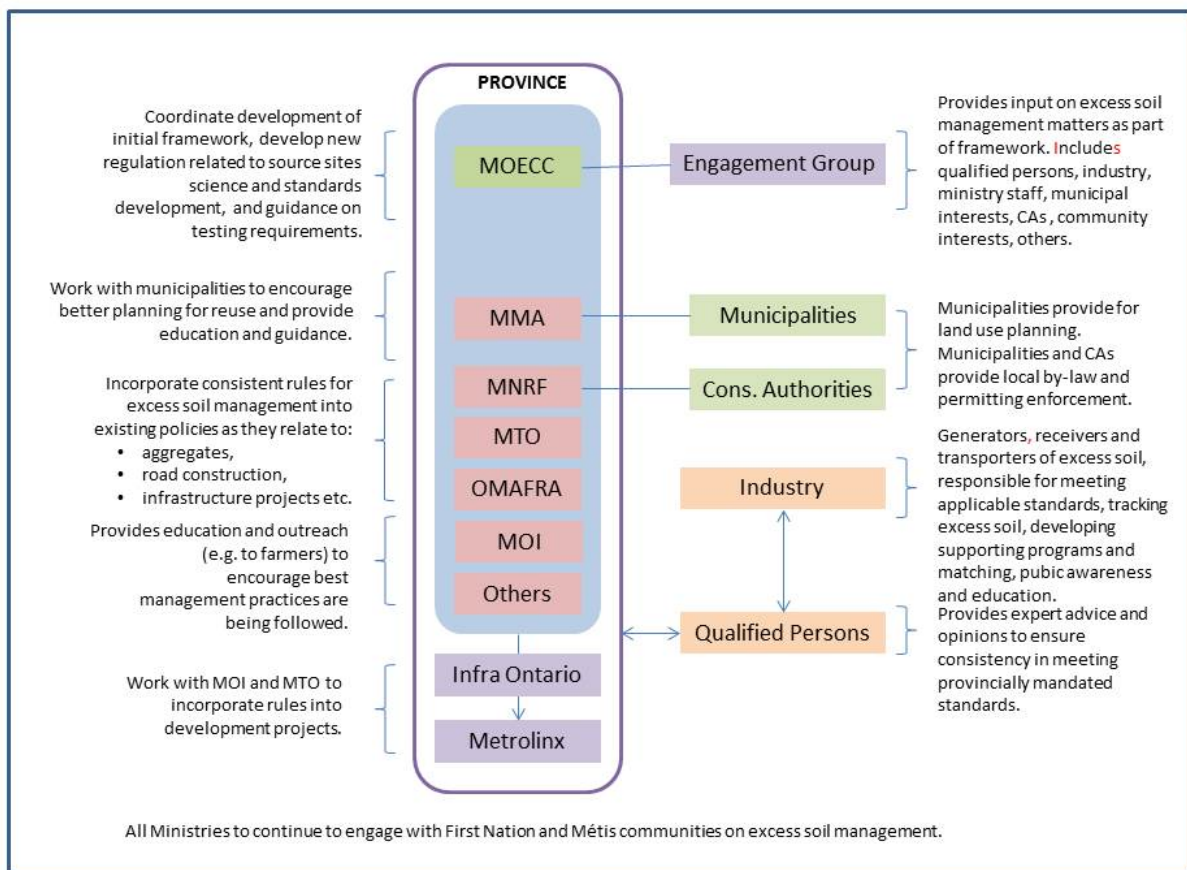 PROVINCE
Coordinate development of
initial framework, develop new
regulation related to source sites
science and standards
development, and guidance on
testing requirements.
MOECC
Engagement Group
Provides input on excess soil
management matters as part
of framework. Includes
qualified persons, industry,
ministry staff, municipal
interests, CAs , community
interests, others.
Work with municipalities to encourage
better planning for reuse and provide
education and guidance.
MMA
Municipalities
Municipalities provide for
land use planning.
Municipalities and CAs
provide local by-law and
permitting enforcement.
Incorporate consistent rules for
excess soil management into
existing policies as they relate to:
• aggregates,
• road construction,
• infrastructure projects etc.
MNRF
Cons. Authorities
MTO
OMAFRA
Industry
Generators, receivers and
transporters of excess soil,
responsible for meeting
applicable standards, tracking
excess soil, developing
supporting programs and
matching, pubic awareness
and education.
Provides education and outreach
(e.g. to farmers) to
encourage best
management practices are
being followed.
MOI
Others
Qualified Persons
Provides expert advice and
opinions to ensure
consistency in meeting
provincially mandated
standards.
Work with MOI and MTO to
incorporate rules into
development projects.
Infra Ontario
Metrolinx
All Ministries to continue to engage with First Nation and Métis communities on excess soil management.